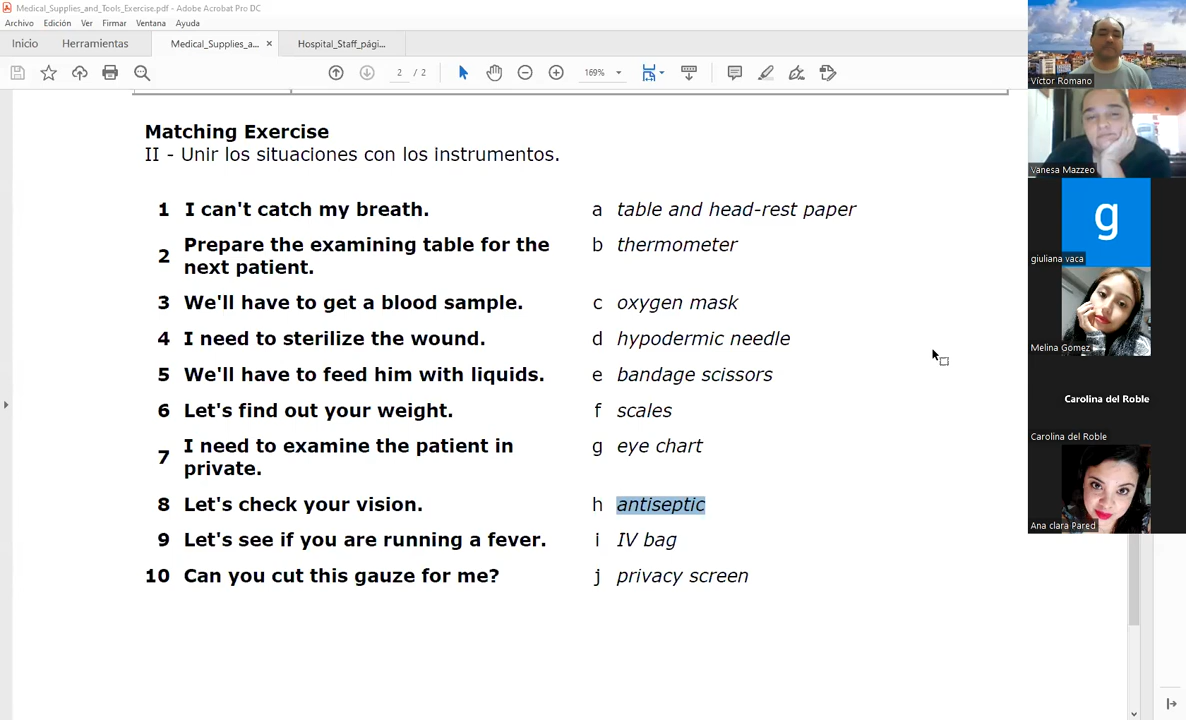 Medical_Supplies_and_Tools_Exercise.pdf - Adobe Acrobat Pro DC
Archivo Edición Ver Firmar Ventana Ayuda
Inicio Herramientas Medical_Supplies_a... × Hospital_Staff_pági...
2 / 2 169%
Matching Exercise
II - Unir los situaciones con los instrumentos.
1 I can't catch my breath. a table and head-rest paper
2 Prepare the examining table for the next patient. b thermometer
3 We'll have to get a blood sample. c oxygen mask
4 I need to sterilize the wound. d hypodermic needle
5 We'll have to feed him with liquids. e bandage scissors
6 Let's find out your weight. f scales
7 I need to examine the patient in private. g eye chart
8 Let's check your vision. h antiseptic
9 Let's see if you are running a fever. i IV bag
10 Can you cut this gauze for me? j privacy screen
Víctor Romano
Vanesa Mazzeo
g
giuliana vaca
Melina Gomez
Carolina del Roble
Carolina del Roble
Ana clara Pared